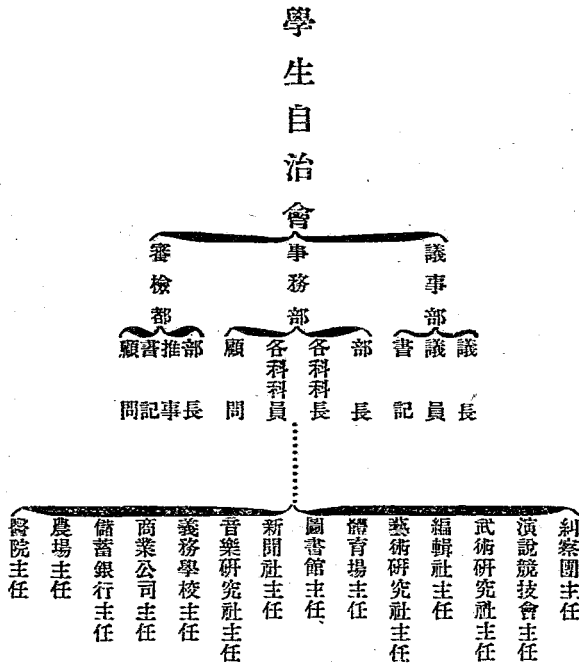 學生自治會
議事部
事務部
審檢都
議長
議員
書記
部長
各科科長
各科科員
顧問
部長
推事
書記
顧問
糾察團主任
演說競技會主任
武術研究社主任
編輯社主任
藝術研究社主任
體育場主任
圖書館主任、
新聞社主任
音樂研究社主任
義務學校主任
商業公司主任
儲蓄銀行主任
農場主任
醫院主任